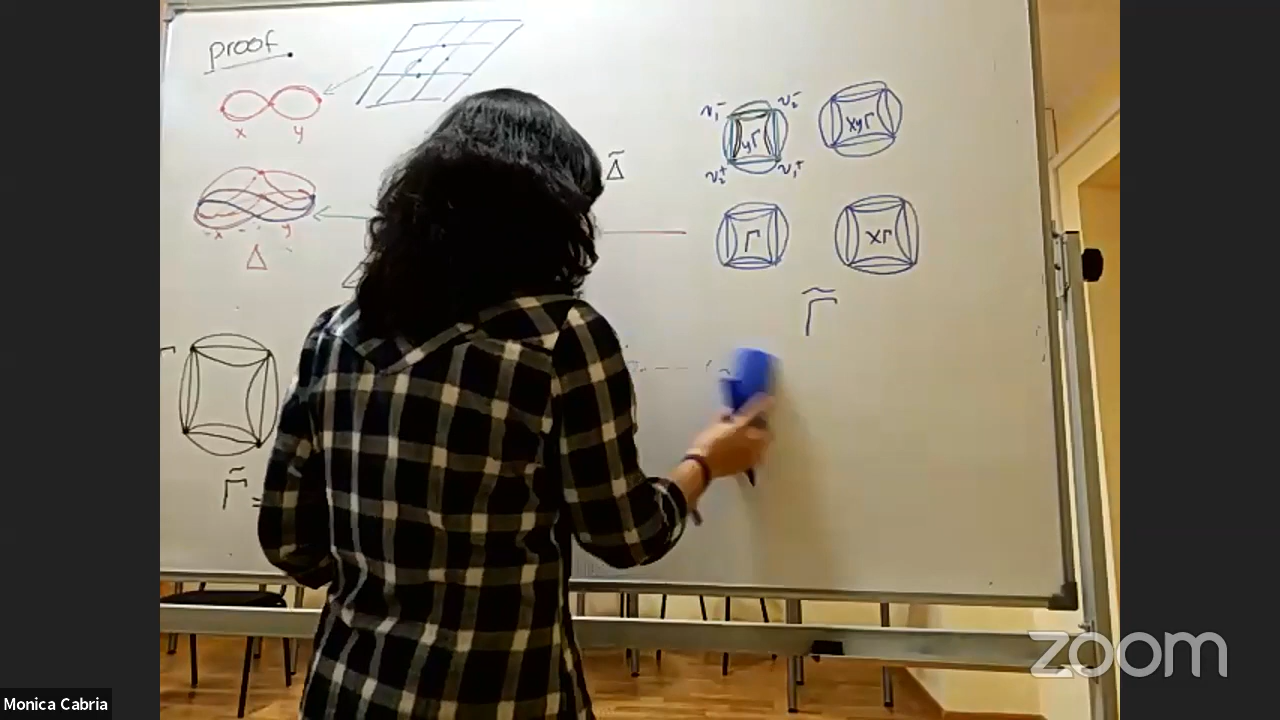 proof.
x y
Δ̃
v₁⁻ v₂⁻
yΓ xyΓ
v₂⁺ v₁⁺
x y
Δ
Γ xΓ
Γ̃
Γ̃ =
zoom
Monica Cabria